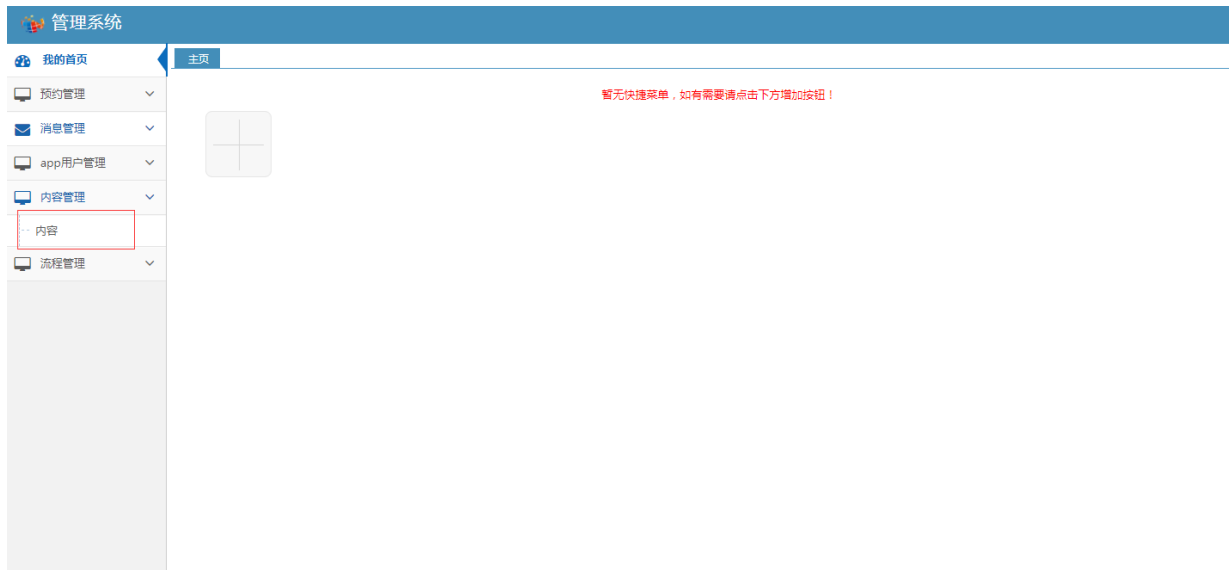 管理系统
我的首页
主页
预约管理
暂无快捷菜单，如有需要请点击下方增加按钮！
消息管理
app用户管理
内容管理
内容
流程管理